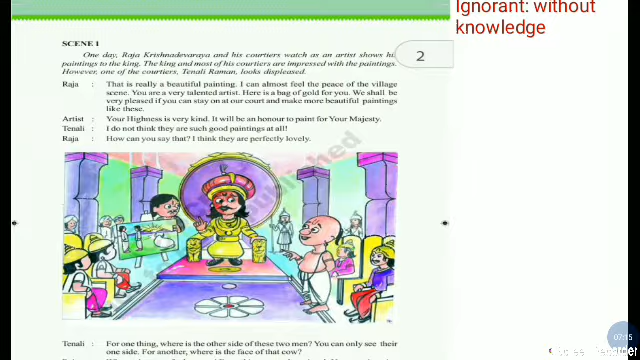 Ignorant: without
knowledge
SCENE I
One day, Raja Krishnadevaraya and his courtiers watch as an artist shows his
paintings to the king. The king and most of his courtiers are impressed with the paintings.
However, one of the courtiers, Tenali Raman, looks displeased.
2
Raja : That is really a beautiful painting. I can almost feel the peace of the village
scene. You are a very talented artist. Here is a bag of gold for you. We shall be
very pleased if you can stay on at our court and make more beautiful paintings
like these.
Artist : Your Highness is very kind. It will be an honour to paint for Your Majesty.
Tenali : I do not think they are such good paintings at all!
Raja : How can you say that? I think they are perfectly lovely.
published
Tenali : For one thing, where is the other side of these two men? You can only see their
one side. For another, where is the face of that cow?
07:15